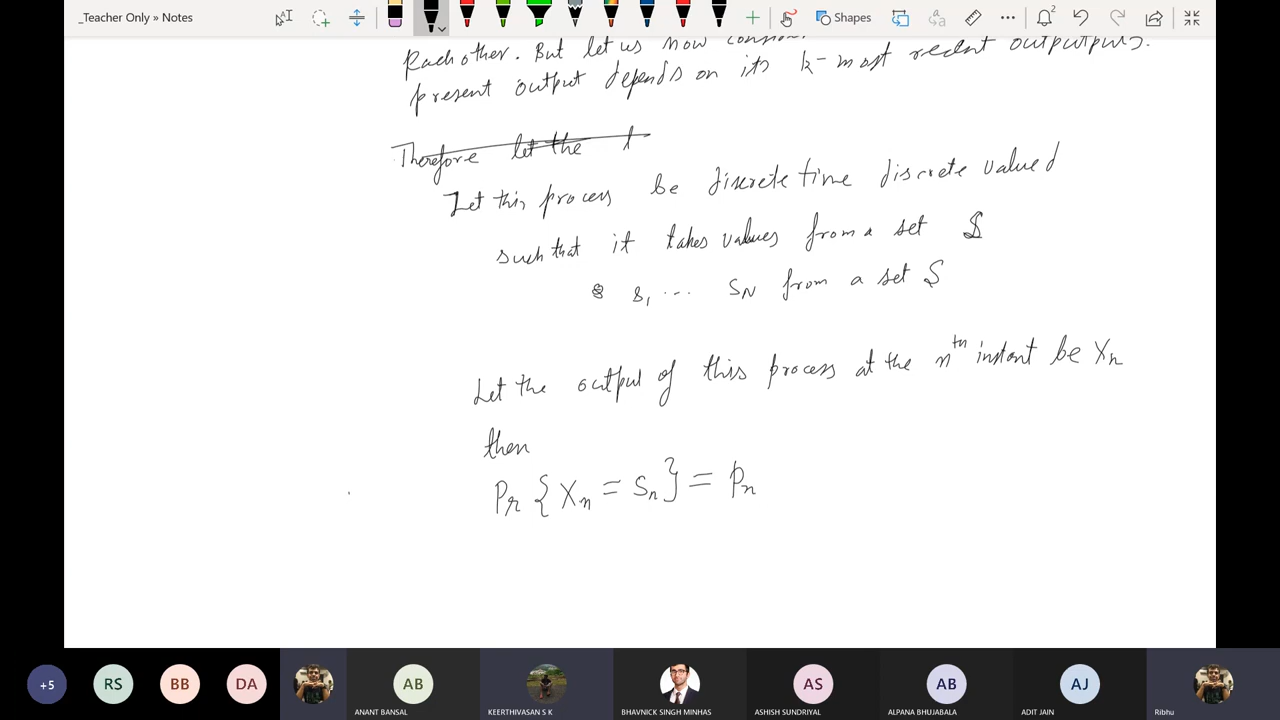 _Teacher Only » Notes
Shapes
each other. But let us now
present output depends on its k-most recent outputputs.
Therefore let the t
Let this process be discrete time discrete valued
such that it takes values from a set S
s1 ... sN from a set S
Let the output of this process at the nth instant be Xn
then
Pr { Xn = Sn } = Pn
+5 RS BB DA AB AS AB AJ
ANANT BANSAL KEERTHIVASAN S K BHAVNICK SINGH MINHAS ASHISH SUNDRIYAL ALPANA BHUJABALA ADIT JAIN Ribhu